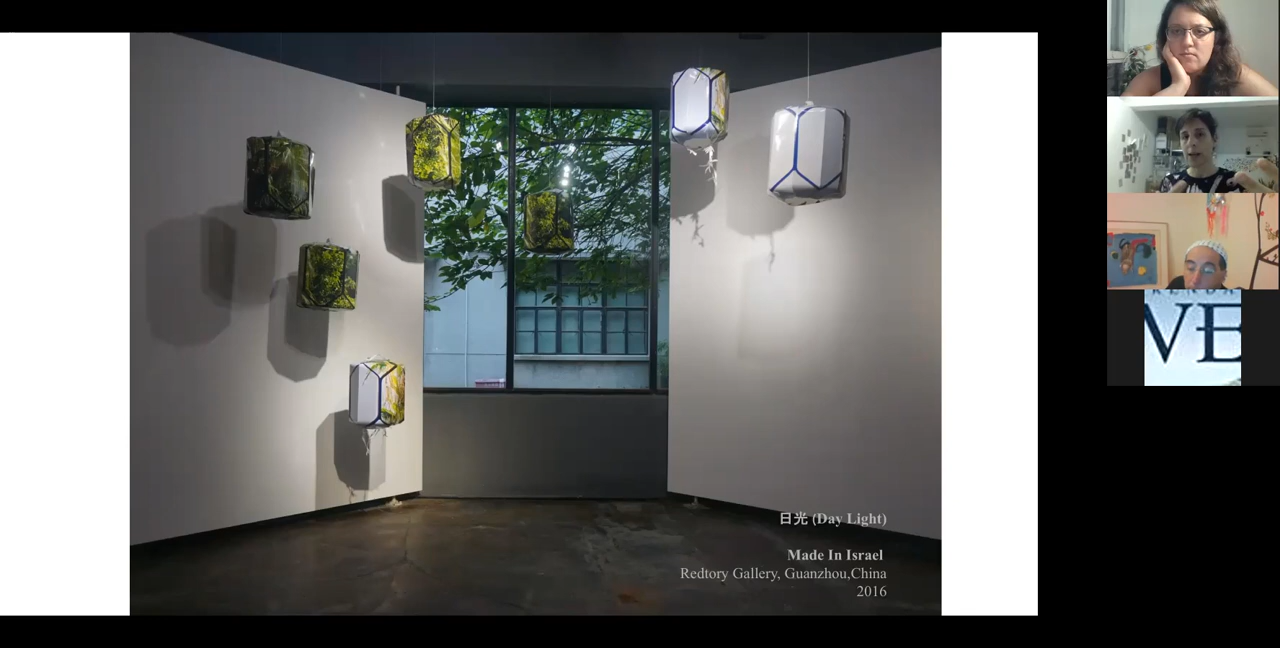 日光 (Day Light)
Made In Israel
Redtory Gallery, Guanzhou,China
2016
VE